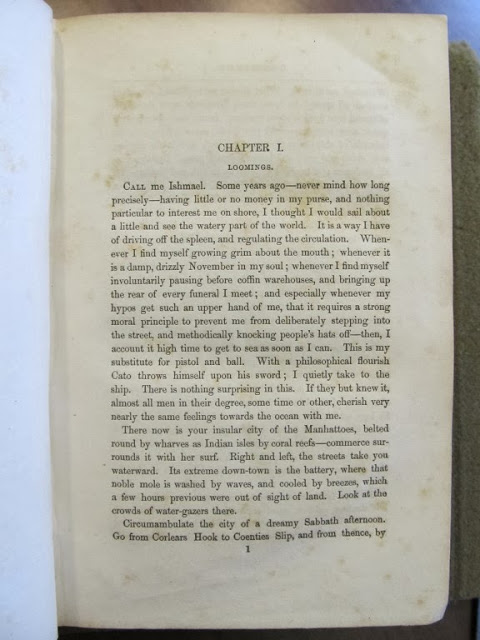 CHAPTER I.
LOOMINGS.
CALL me Ishmael. Some years ago—never mind how long
precisely—having little or no money in my purse, and nothing
particular to interest me on shore, I thought I would sail about
a little and see the watery part of the world. It is a way I have
of driving off the spleen, and regulating the circulation. When-
ever I find myself growing grim about the mouth; whenever it
is a damp, drizzly November in my soul; whenever I find myself
involuntarily pausing before coffin warehouses, and bringing up
the rear of every funeral I meet; and especially whenever my
hypos get such an upper hand of me, that it requires a strong
moral principle to prevent me from deliberately stepping into
the street, and methodically knocking people's hats off—then, I
account it high time to get to sea as soon as I can. This is my
substitute for pistol and ball. With a philosophical flourish
Cato throws himself upon his sword; I quietly take to the
ship. There is nothing surprising in this. If they but knew it,
almost all men in their degree, some time or other, cherish very
nearly the same feelings towards the ocean with me.
There now is your insular city of the Manhattoes, belted
round by wharves as Indian isles by coral reefs—commerce sur-
rounds it with her surf. Right and left, the streets take you
waterward. Its extreme down-town is the battery, where that
noble mole is washed by waves, and cooled by breezes, which
a few hours previous were out of sight of land. Look at the
crowds of water-gazers there.
Circumambulate the city of a dreamy Sabbath afternoon.
Go from Corlears Hook to Coenties Slip, and from thence, by
1